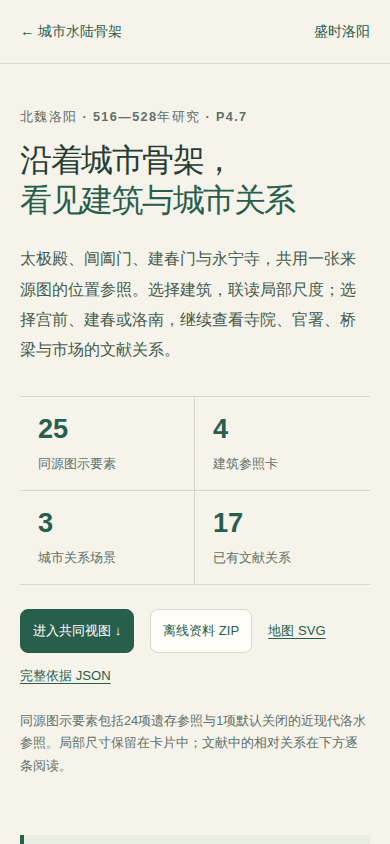 ← 城市水陆骨架
盛时洛阳
北魏洛阳 · 516—528年研究 · P4.7
沿着城市骨架，
看见建筑与城市关系
太极殿、阊阖门、建春门与永宁寺，共用一张来
源图的位置参照。选择建筑，联读局部尺度；选
择宫前、建春或洛南，继续查看寺院、官署、桥
梁与市场的文献关系。
25
同源图示要素
4
建筑参照卡
3
城市关系场景
17
已有文献关系
进入共同视图 ↓
离线资料 ZIP
地图 SVG
完整依据 JSON
同源图示要素包括24项遗存参照与1项默认关闭的近现代洛水
参照。局部尺寸保留在卡片中；文献中的相对关系在下方逐
条阅读。